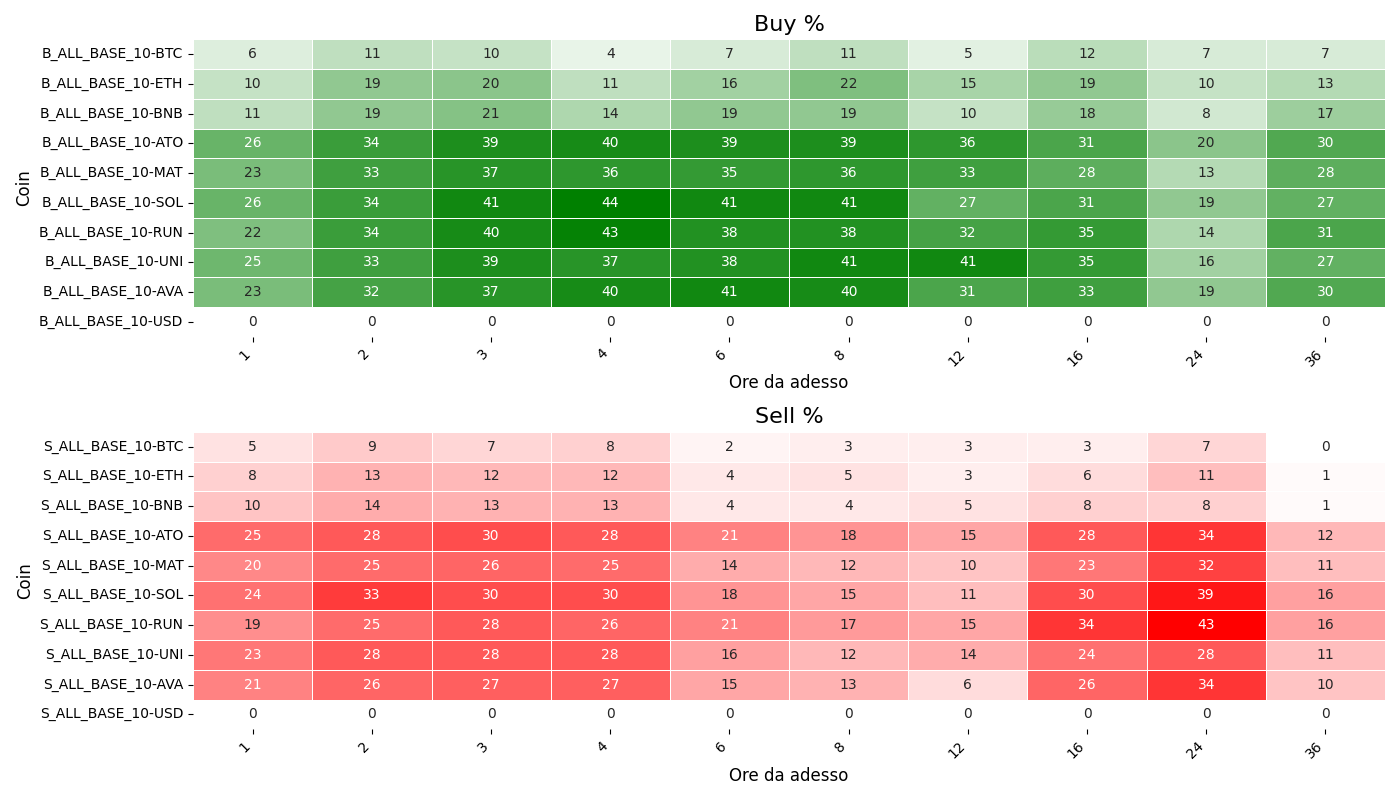 Buy %
Coin
B_ALL_BASE_10-BTC 6 11 10 4 7 11 5 12 7 7
B_ALL_BASE_10-ETH 10 19 20 11 16 22 15 19 10 13
B_ALL_BASE_10-BNB 11 19 21 14 19 19 10 18 8 17
B_ALL_BASE_10-ATO 26 34 39 40 39 39 36 31 20 30
B_ALL_BASE_10-MAT 23 33 37 36 35 36 33 28 13 28
B_ALL_BASE_10-SOL 26 34 41 44 41 41 27 31 19 27
B_ALL_BASE_10-RUN 22 34 40 43 38 38 32 35 14 31
B_ALL_BASE_10-UNI 25 33 39 37 38 41 41 35 16 27
B_ALL_BASE_10-AVA 23 32 37 40 41 40 31 33 19 30
B_ALL_BASE_10-USD 0 0 0 0 0 0 0 0 0 0
1 2 3 4 6 8 12 16 24 36
Ore da adesso
Sell %
Coin
S_ALL_BASE_10-BTC 5 9 7 8 2 3 3 3 7 0
S_ALL_BASE_10-ETH 8 13 12 12 4 5 3 6 11 1
S_ALL_BASE_10-BNB 10 14 13 13 4 4 5 8 8 1
S_ALL_BASE_10-ATO 25 28 30 28 21 18 15 28 34 12
S_ALL_BASE_10-MAT 20 25 26 25 14 12 10 23 32 11
S_ALL_BASE_10-SOL 24 33 30 30 18 15 11 30 39 16
S_ALL_BASE_10-RUN 19 25 28 26 21 17 15 34 43 16
S_ALL_BASE_10-UNI 23 28 28 28 16 12 14 24 28 11
S_ALL_BASE_10-AVA 21 26 27 27 15 13 6 26 34 10
S_ALL_BASE_10-USD 0 0 0 0 0 0 0 0 0 0
1 2 3 4 6 8 12 16 24 36
Ore da adesso